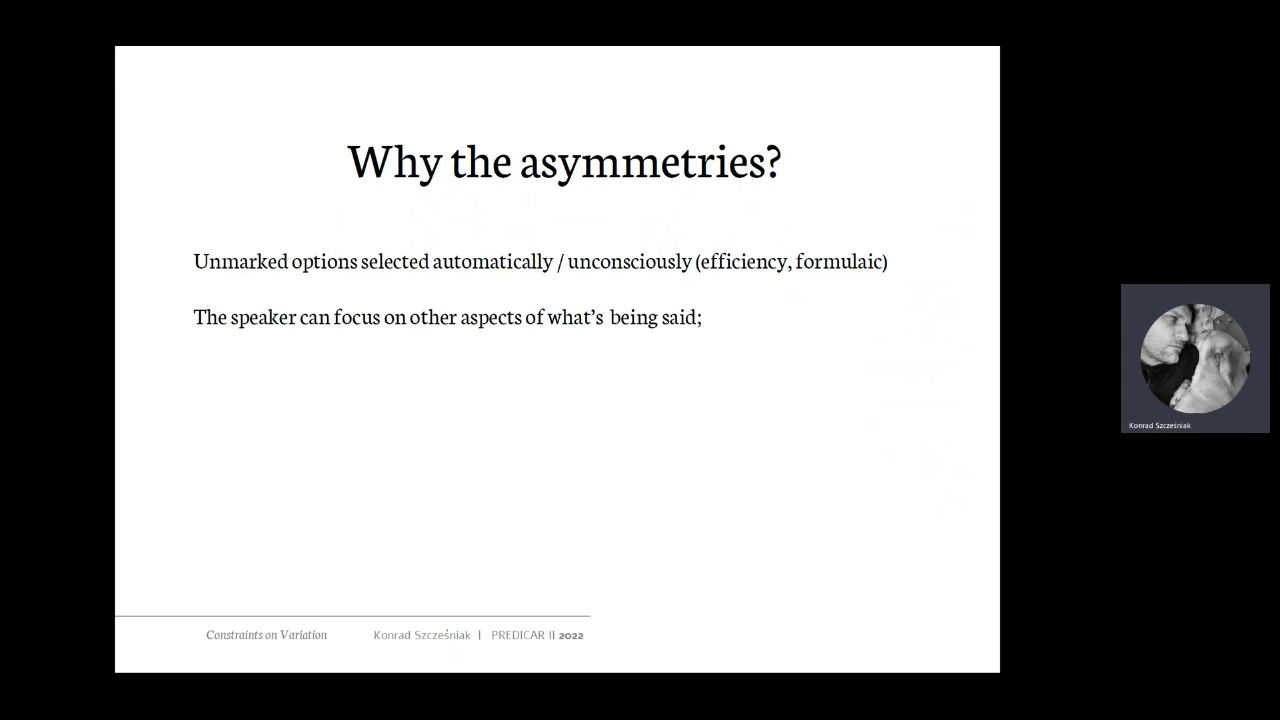 Why the asymmetries?
Unmarked options selected automatically / unconsciously (efficiency, formulaic)
The speaker can focus on other aspects of what’s being said;
Constraints on Variation Konrad Szcześniak | PREDICAR II 2022
Konrad Szcześniak